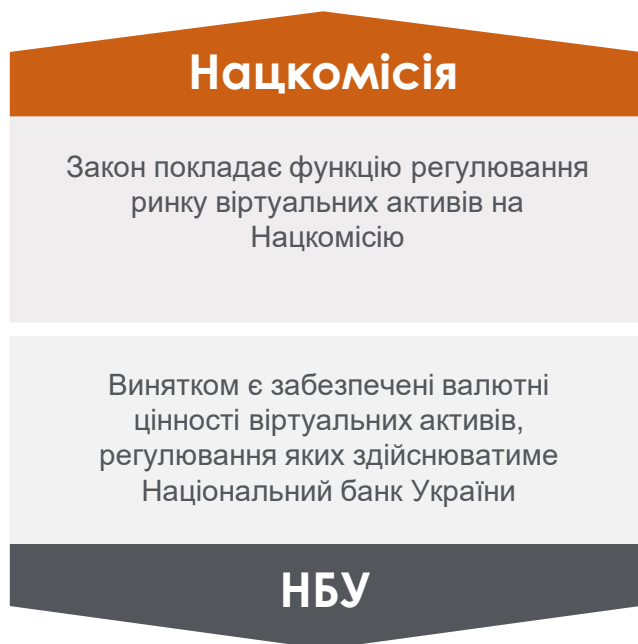 Нацкомісія
Закон покладає функцію регулювання
ринку віртуальних активів на
Нацкомісію
Винятком є забезпечені валютні
цінності віртуальних активів,
регулювання яких здійснюватиме
Національний банк України
НБУ